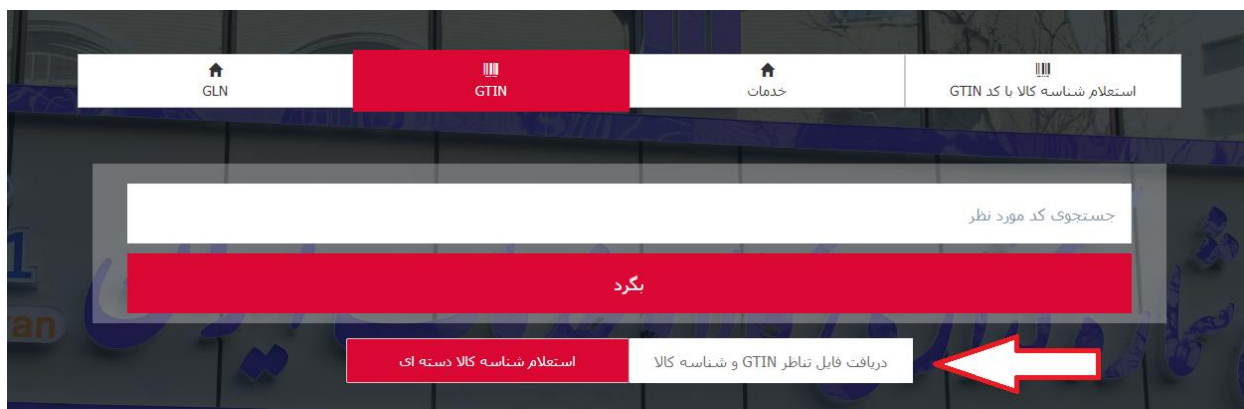 استعلام شناسه کالا با کد GTIN
خدمات
GTIN
GLN
جستجوی کد مورد نظر
بگرد
دریافت فایل تناظر GTIN و شناسه کالا
استعلام شناسه کالا دسته ای